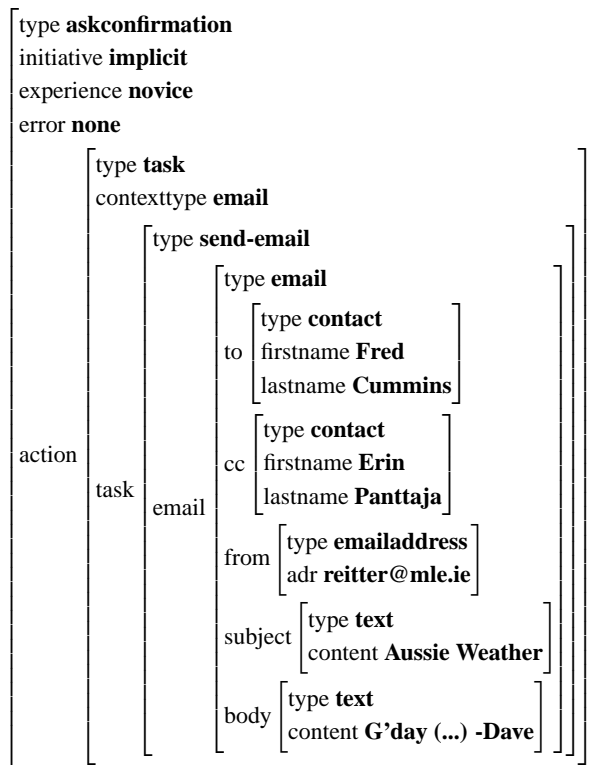 type askconfirmation
initiative implicit
experience novice
error none
type task
contexttype email
type send-email
type email
type contact
to firstname Fred
lastname Cummins
type contact
cc firstname Erin
lastname Panttaja
action
task
email
from type emailaddress
adr reitter@mle.ie
subject type text
content Aussie Weather
body type text
content G'day (...) -Dave